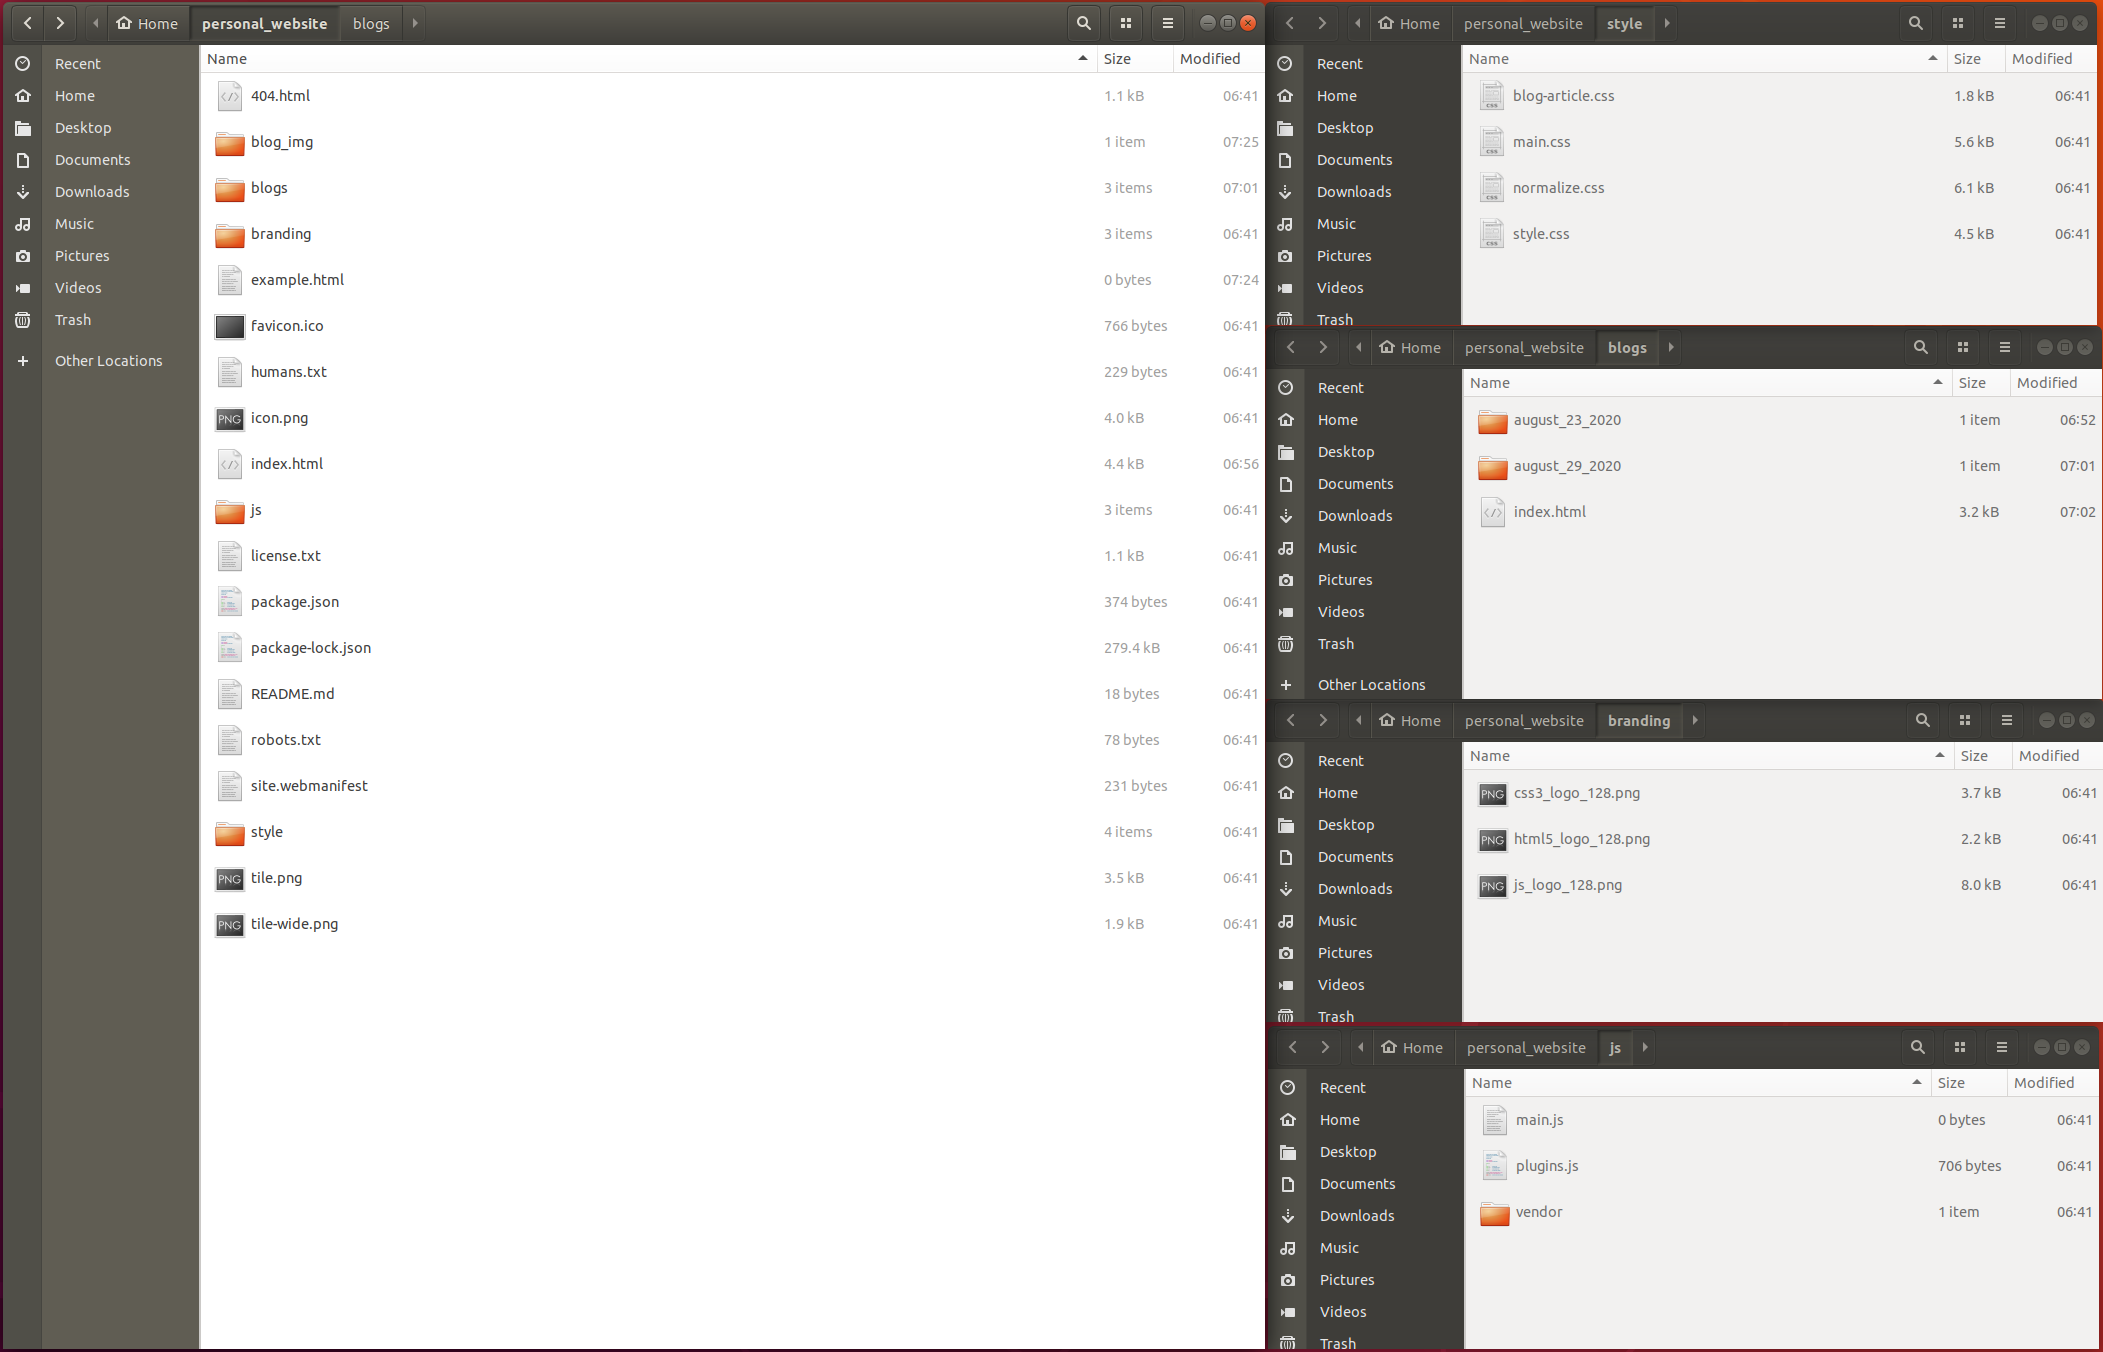 Home personal_website blogs
Recent
Home
Desktop
Documents
Downloads
Music
Pictures
Videos
Trash
Other Locations
Name Size Modified
404.html 1.1 kB 06:41
blog_img 1 item 07:25
blogs 3 items 07:01
branding 3 items 06:41
example.html 0 bytes 07:24
favicon.ico 766 bytes 06:41
humans.txt 229 bytes 06:41
PNG icon.png 4.0 kB 06:41
index.html 4.4 kB 06:56
js 3 items 06:41
license.txt 1.1 kB 06:41
package.json 374 bytes 06:41
package-lock.json 279.4 kB 06:41
README.md 18 bytes 06:41
robots.txt 78 bytes 06:41
site.webmanifest 231 bytes 06:41
style 4 items 06:41
PNG tile.png 3.5 kB 06:41
PNG tile-wide.png 1.9 kB 06:41
Home personal_website style
Recent
Home
Desktop
Documents
Downloads
Music
Pictures
Videos
Trash
Name Size Modified
CSS blog-article.css 1.8 kB 06:41
CSS main.css 5.6 kB 06:41
CSS normalize.css 6.1 kB 06:41
CSS style.css 4.5 kB 06:41
Home personal_website blogs
Recent
Home
Desktop
Documents
Downloads
Music
Pictures
Videos
Trash
Other Locations
Name Size Modified
august_23_2020 1 item 06:52
august_29_2020 1 item 07:01
index.html 3.2 kB 07:02
Home personal_website branding
Recent
Home
Desktop
Documents
Downloads
Music
Pictures
Videos
Trash
Name Size Modified
PNG css3_logo_128.png 3.7 kB 06:41
PNG html5_logo_128.png 2.2 kB 06:41
PNG js_logo_128.png 8.0 kB 06:41
Home personal_website js
Recent
Home
Desktop
Documents
Downloads
Music
Pictures
Videos
Trash
Name Size Modified
main.js 0 bytes 06:41
plugins.js 706 bytes 06:41
vendor 1 item 06:41